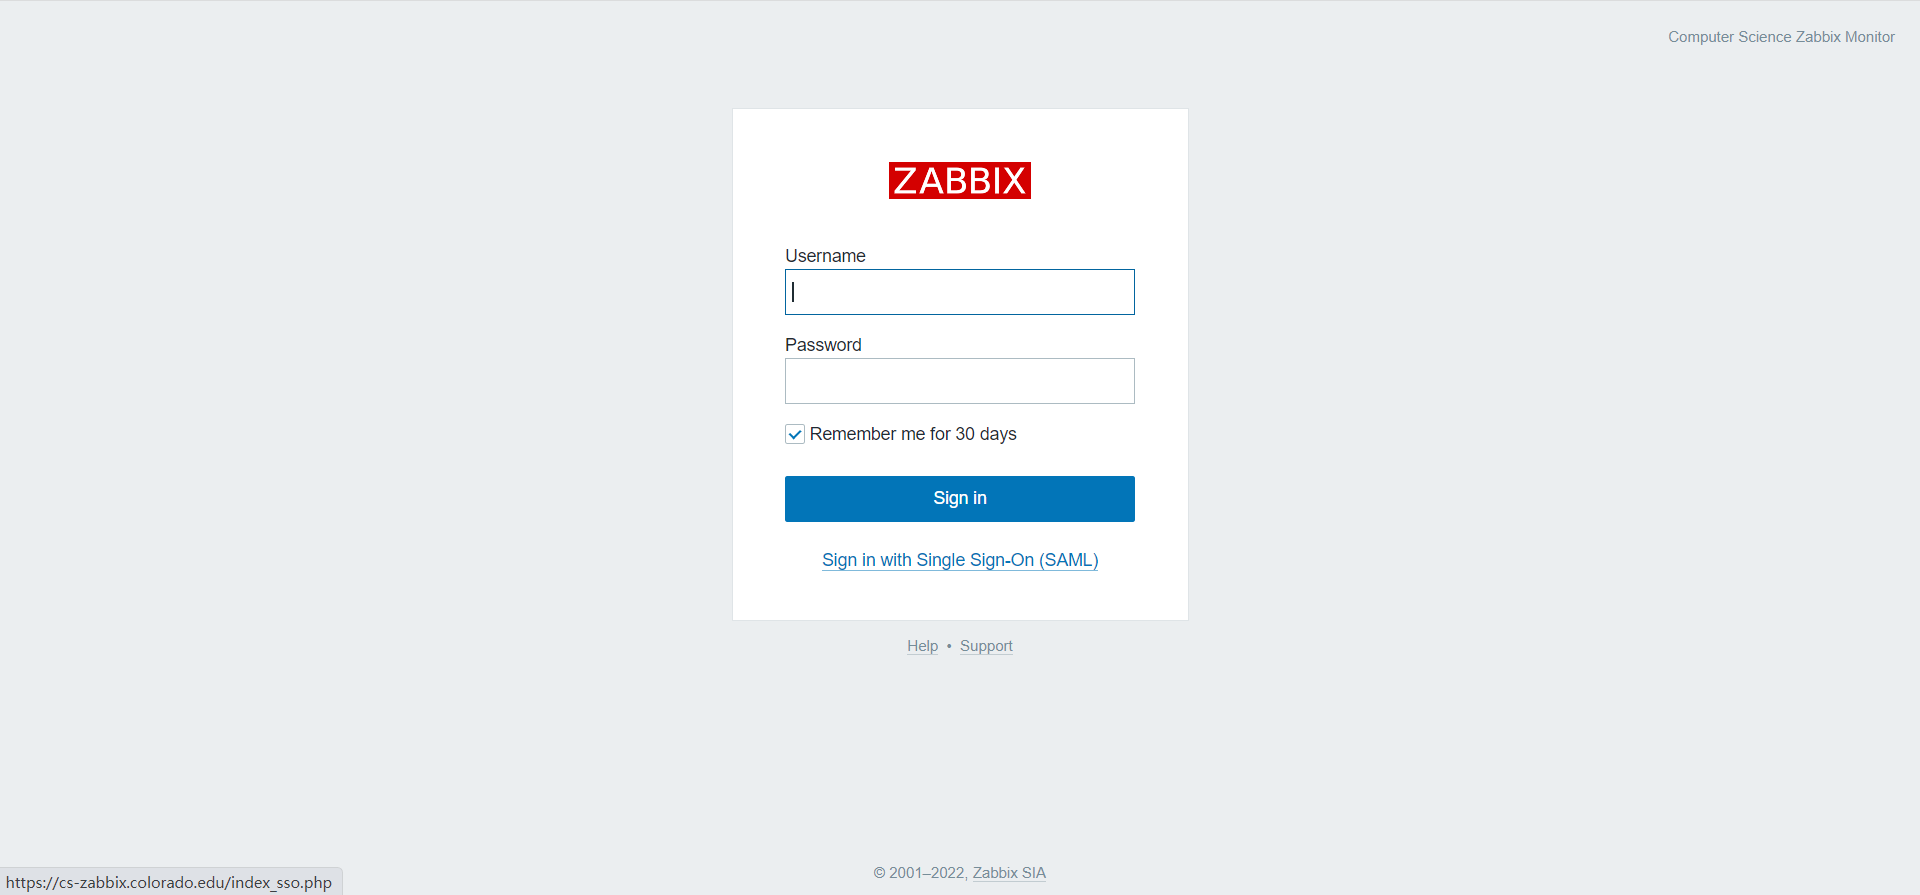 Computer Science Zabbix Monitor
ZABBIX
Username
Password
Remember me for 30 days
Sign in
Sign in with Single Sign-On (SAML)
Help • Support
© 2001–2022, Zabbix SIA
https://cs-zabbix.colorado.edu/index_sso.php